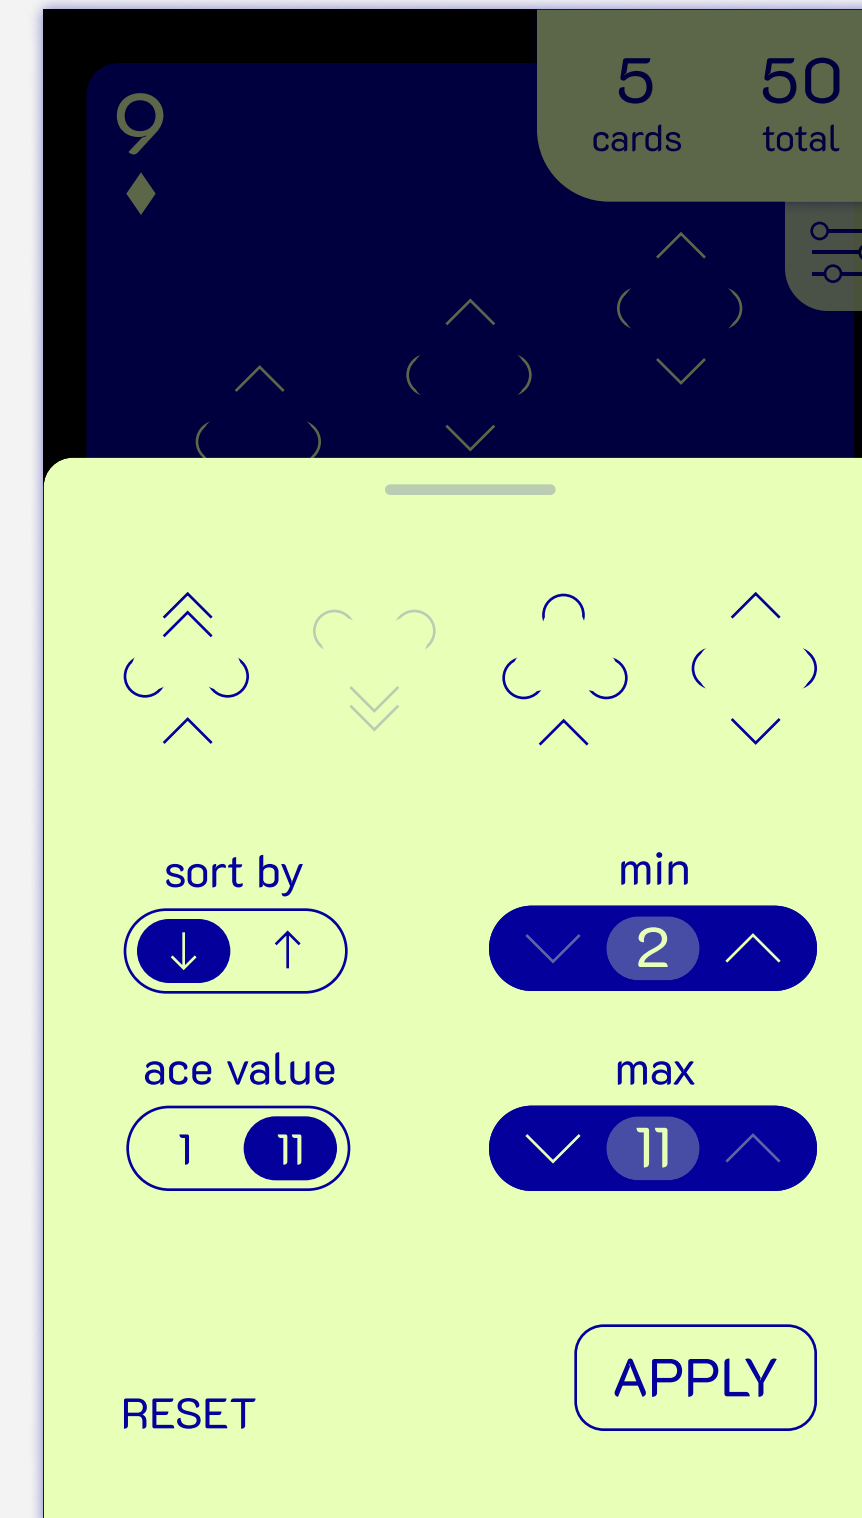 9
5 50
cards total
sort by min
2
ace value max
1 11 11
RESET APPLY